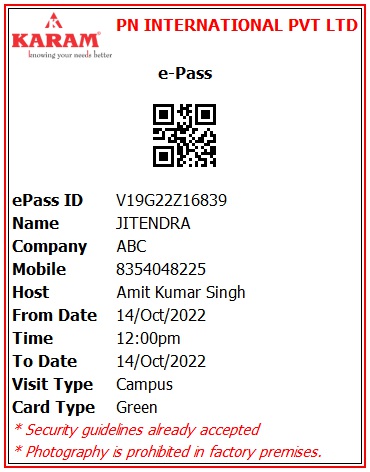 PN INTERNATIONAL PVT LTD
KARAM®
knowing your needs better
e-Pass
ePass ID V19G22Z16839
Name JITENDRA
Company ABC
Mobile 8354048225
Host Amit Kumar Singh
From Date 14/Oct/2022
Time 12:00pm
To Date 14/Oct/2022
Visit Type Campus
Card Type Green
* Security guidelines already accepted
* Photography is prohibited in factory premises.